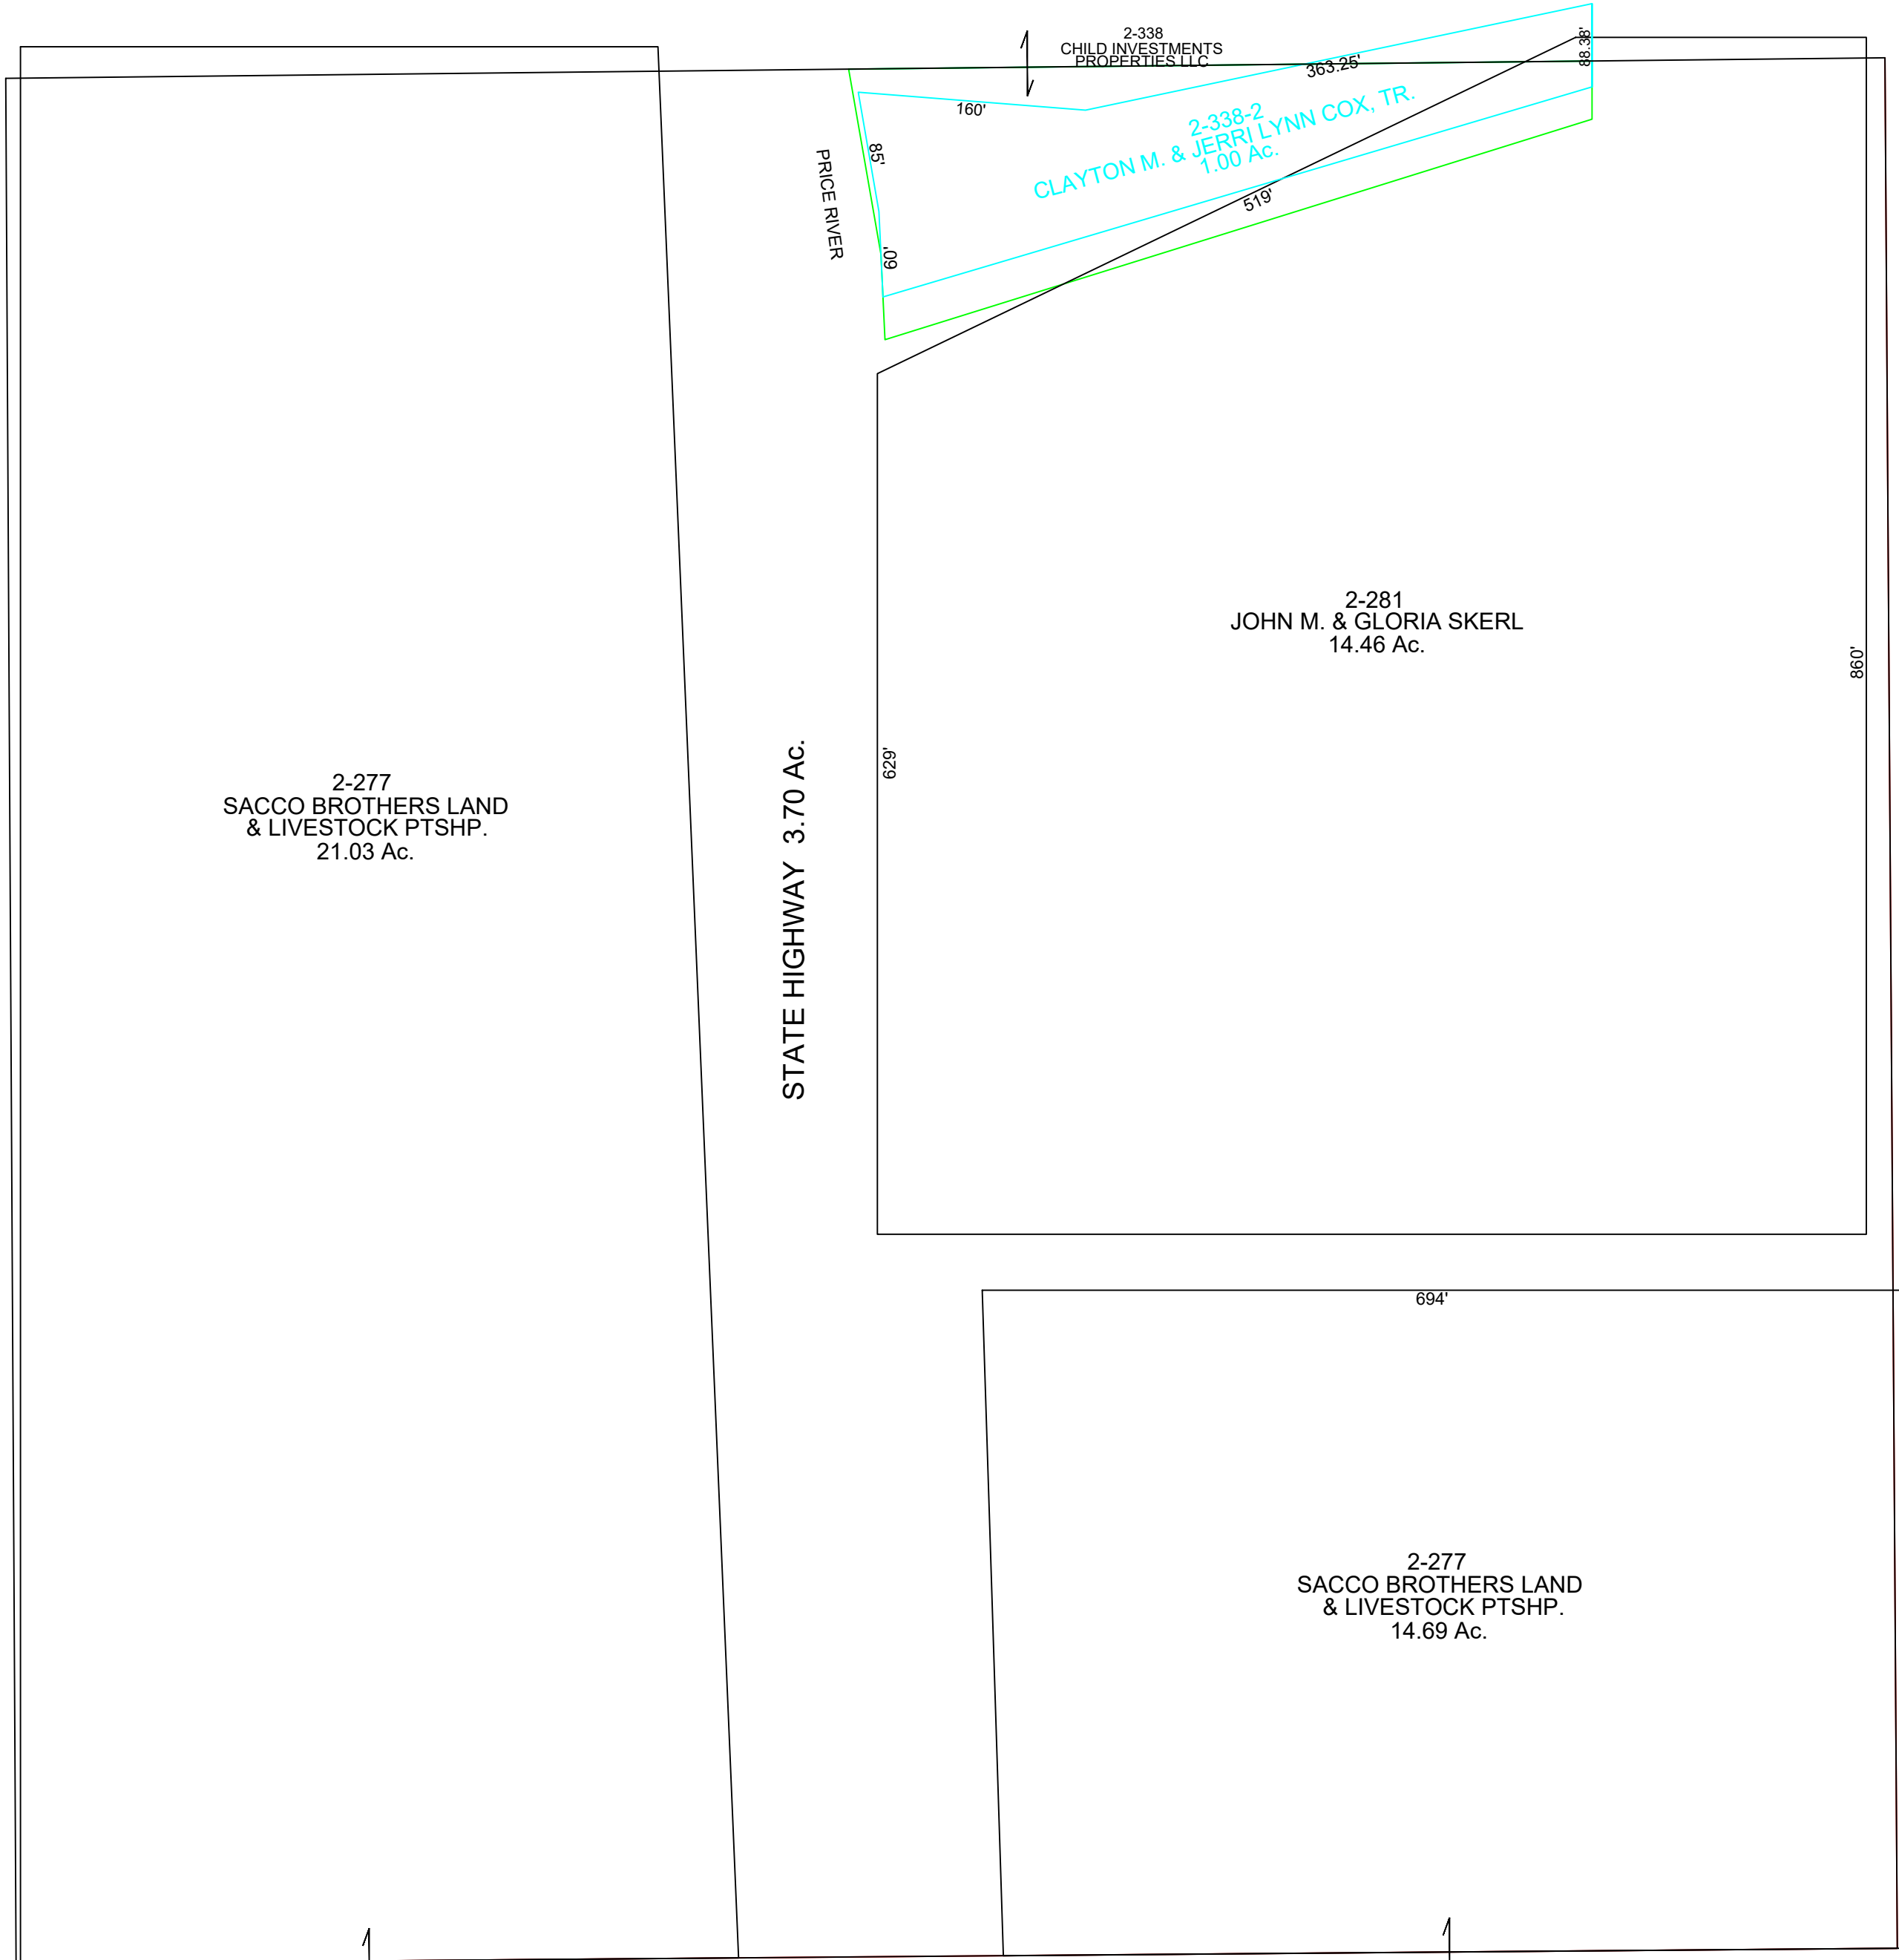 2-338
CHILD INVESTMENTS
PROPERTIES LLC
88.38'
363.25'
160'
2-338-2
CLAYTON M. & JERRI LYNN COX, TR.
1.00 Ac.
85'
PRICE RIVER
519'
60'
2-281
JOHN M. & GLORIA SKERL
14.46 Ac.
860'
629'
2-277
SACCO BROTHERS LAND
& LIVESTOCK PTSHP.
21.03 Ac.
STATE HIGHWAY 3.70 Ac.
694'
2-277
SACCO BROTHERS LAND
& LIVESTOCK PTSHP.
14.69 Ac.